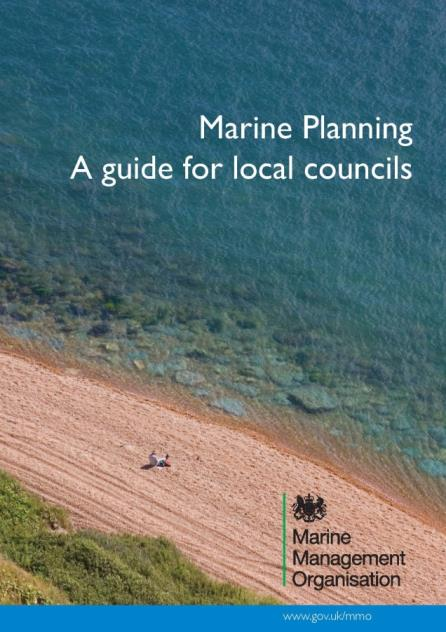 Marine Planning
A guide for local councils
Marine
Management
Organisation
www.gov.uk/mmo